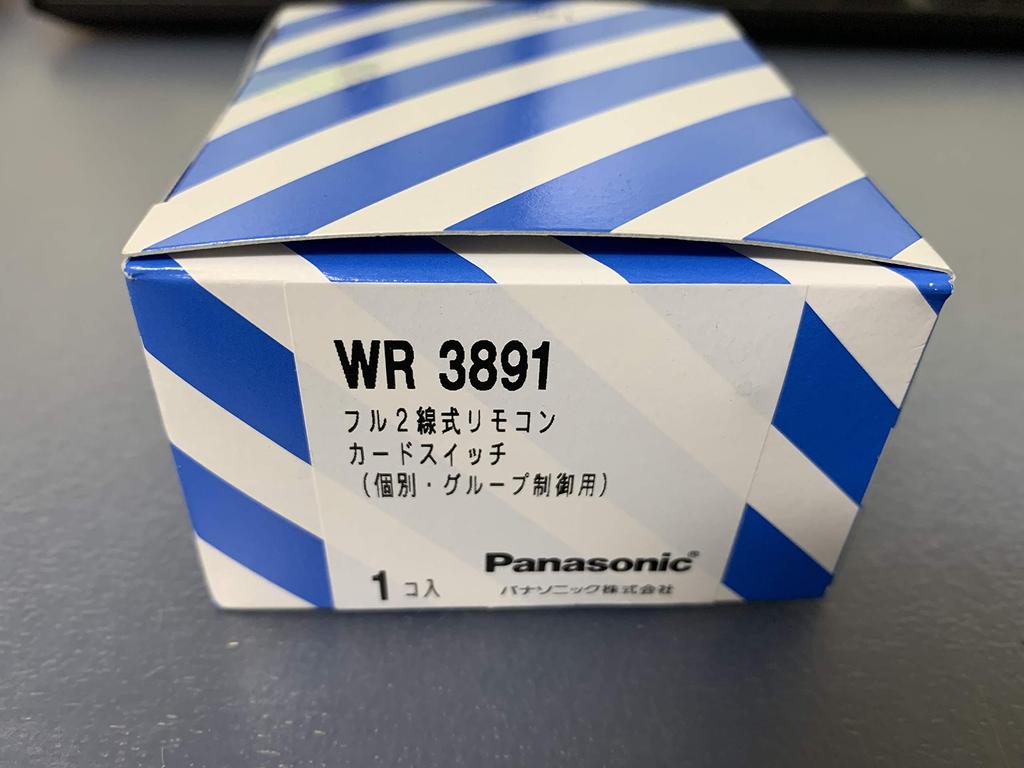 WR 3891
フル2線式リモコン
カードスイッチ
(個別・グループ制御用)
Panasonic®
1コ入
パナソニック株式会社